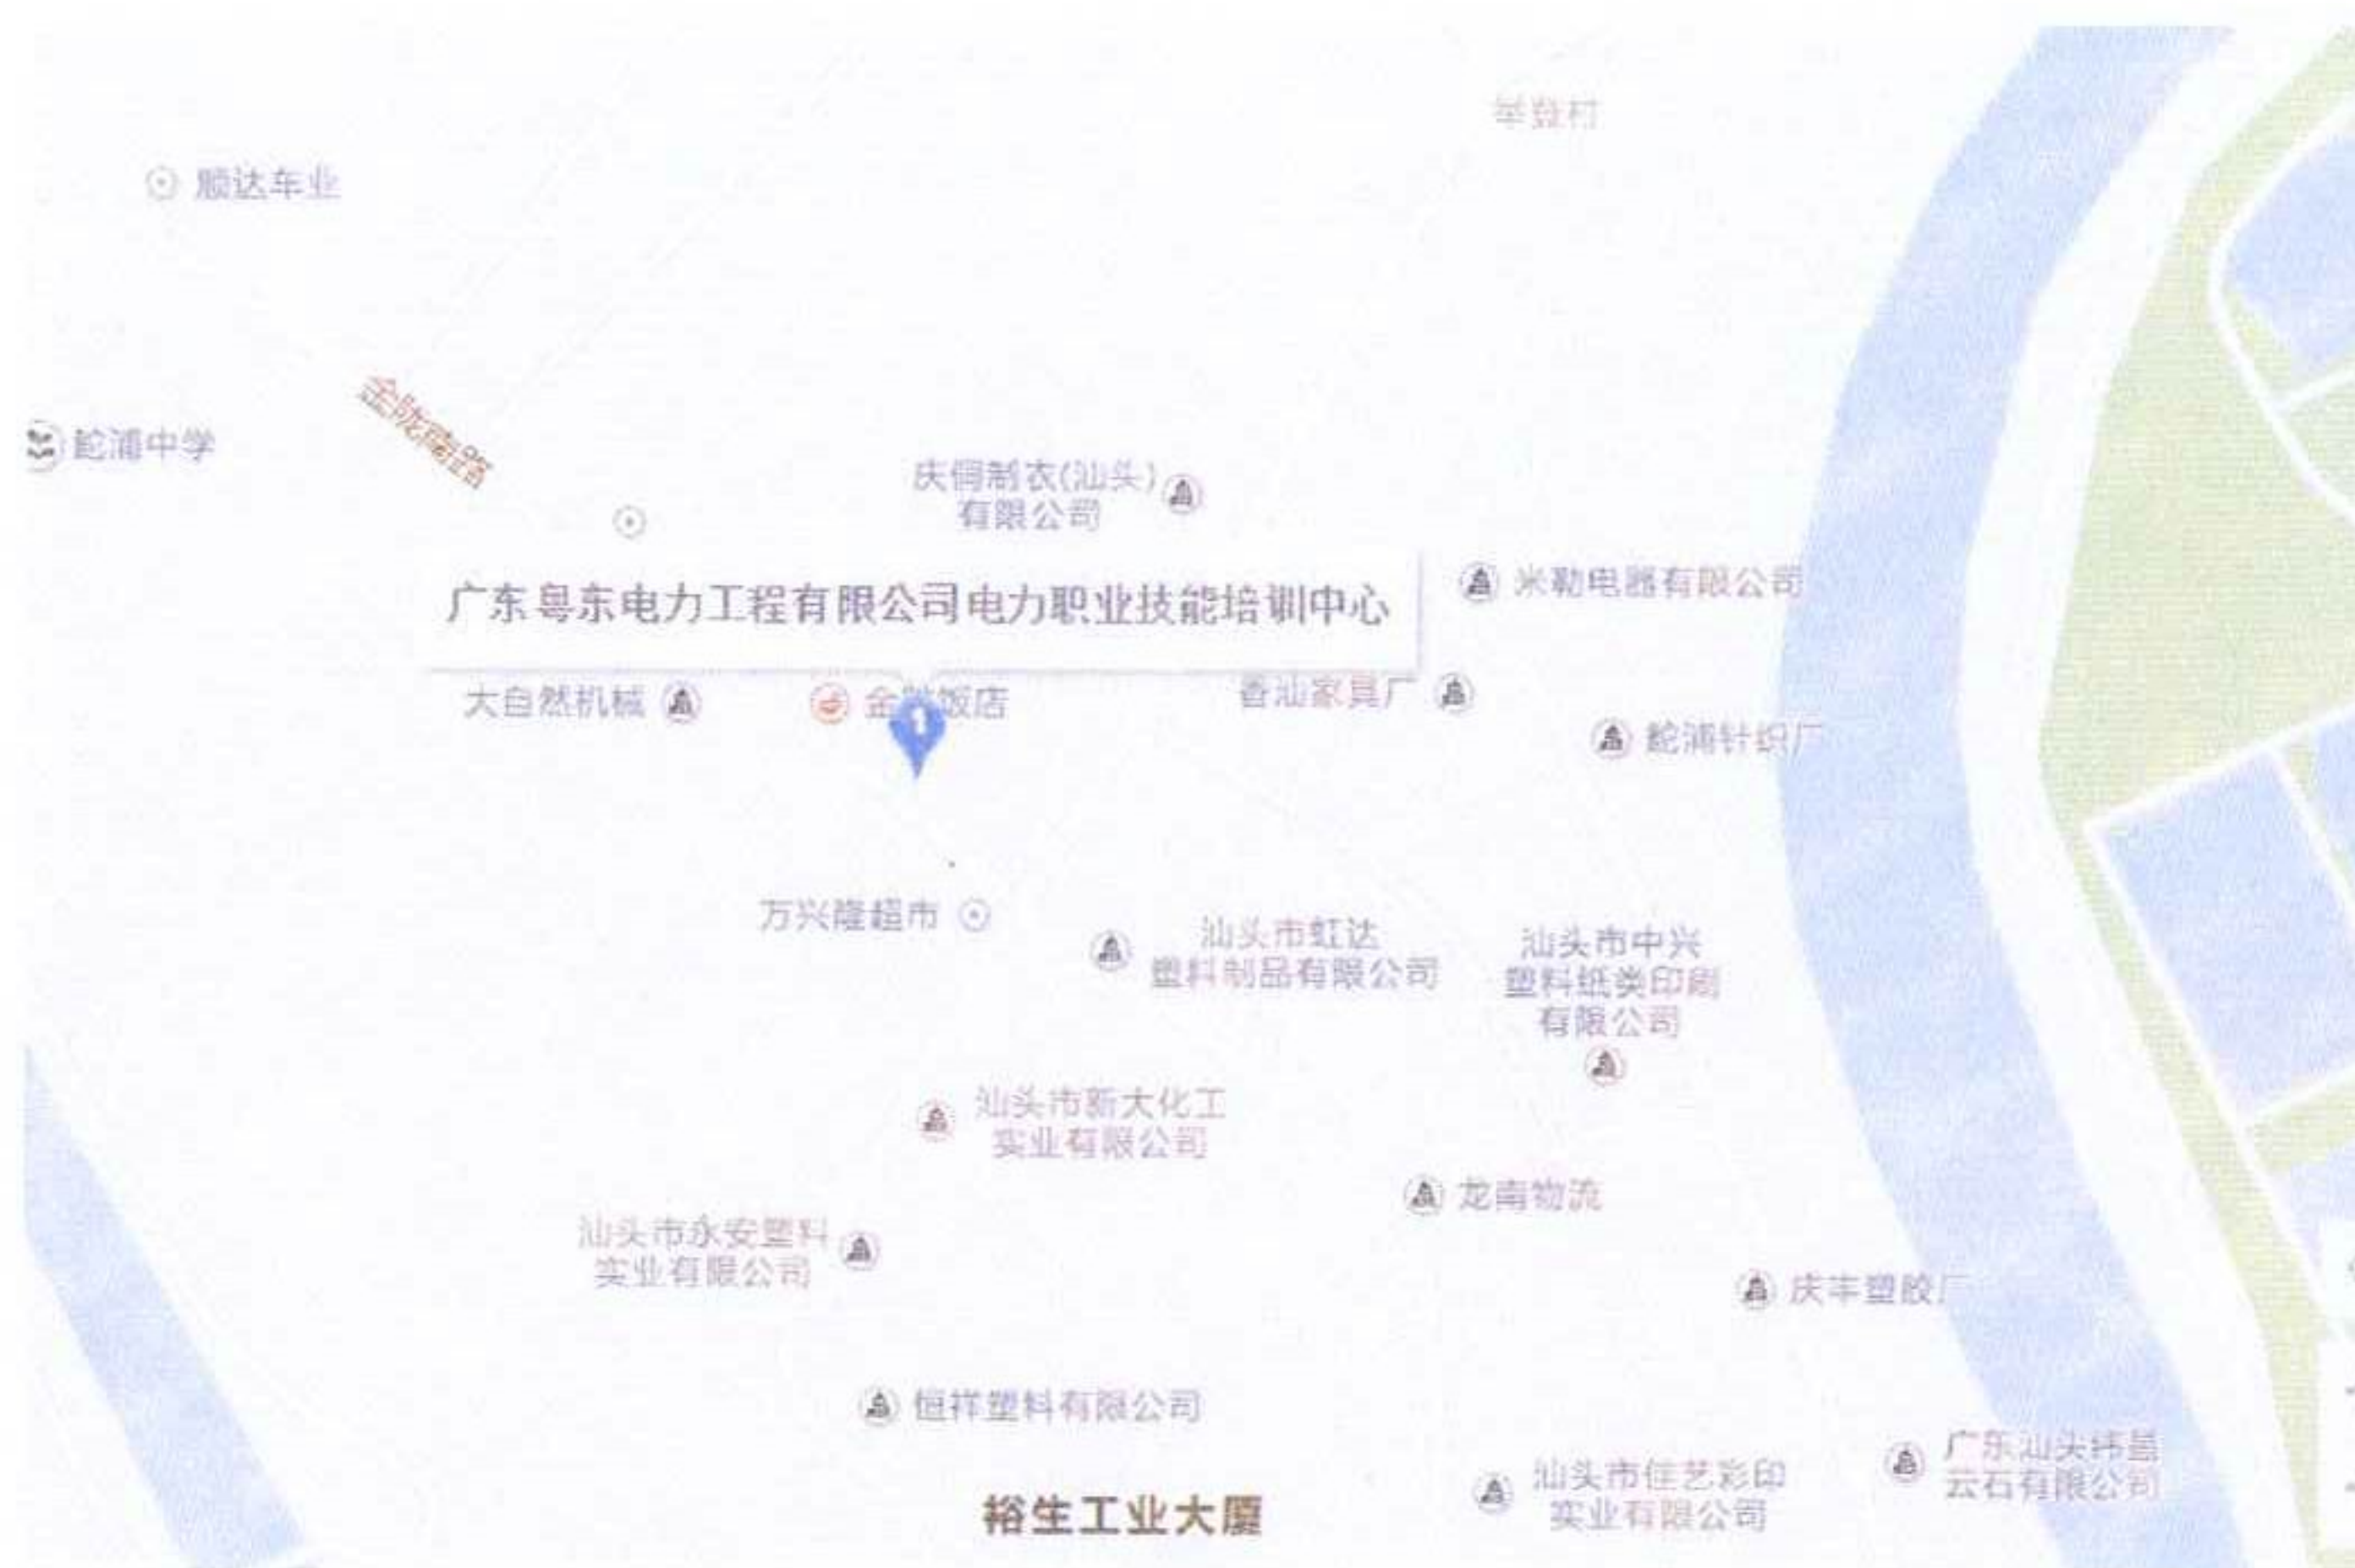 举登村
顺达车业
鮀浦中学
金陇南路
庆侗制衣(汕头)
有限公司
广东粤东电力工程有限公司电力职业技能培训中心
米勒电器有限公司
大自然机械
金
饭店
1
香汕家具厂
鮀浦针织厂
万兴隆超市
汕头市虹达
塑料制品有限公司
汕头市中兴
塑料纸类印刷
有限公司
汕头市新大化工
实业有限公司
龙南物流
汕头市永安塑料
实业有限公司
庆丰塑胶厂
恒祥塑料有限公司
广东汕头纬昌
云石有限公司
汕头市佳艺彩印
实业有限公司
裕生工业大厦